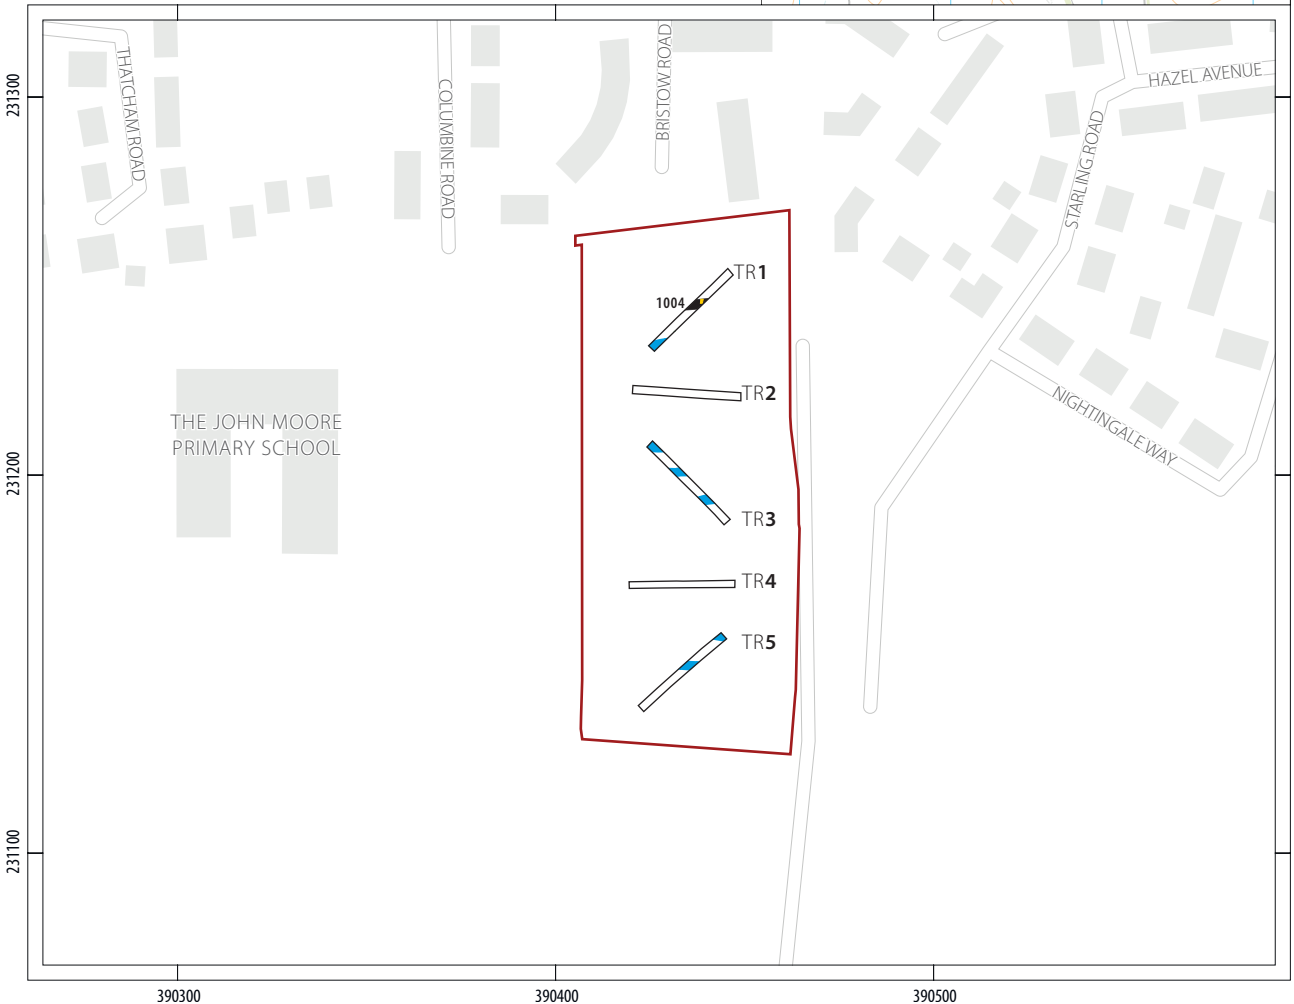 231300
231200
231100
THATCHAM ROAD
COLUMBINE ROAD
BRISTOW ROAD
HAZEL AVENUE
STARLING ROAD
NIGHTINGALE WAY
THE JOHN MOORE
PRIMARY SCHOOL
TR1
1004
TR2
TR3
TR4
TR5
390300
390400
390500